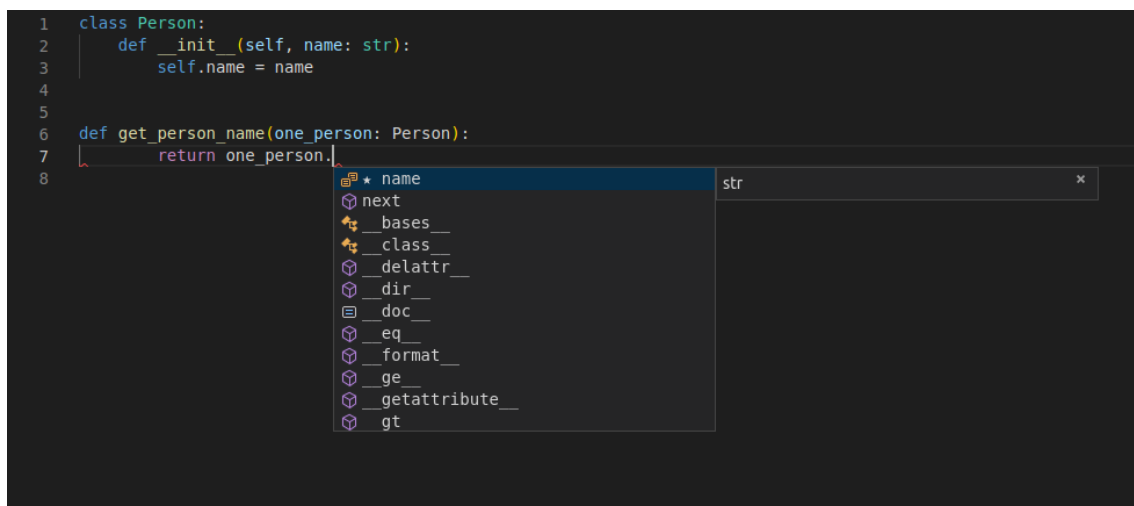 1 class Person:
2 def __init__(self, name: str):
3 self.name = name
4
5
6 def get_person_name(one_person: Person):
7 return one_person.
8
★ name
str ×
next
__bases__
__class__
__delattr__
__dir__
__doc__
__eq__
__format__
__ge__
__getattribute__
__gt